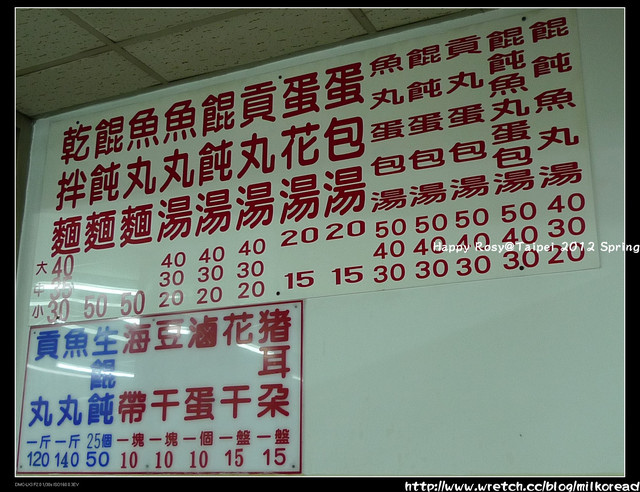 大 中 小
乾拌麵 40 30
餛飩麵 50
魚丸麵 50
魚丸湯 40 30 20
餛飩湯 40 30 20
貢丸湯 40 30 20
蛋花湯 20 15
蛋包湯 20 15
魚丸蛋包湯 50 40 30
餛飩蛋包湯 50 40 30
貢丸蛋包湯 50 40 30
餛飩魚丸蛋包湯 50 40 30
餛飩魚丸湯 40 30 20
Happy Rosy@Taipei 2012 Spring
貢丸 一斤 120
魚丸 一斤 140
生餛飩 25個 50
海帶 一塊 10
豆干 一塊 10
滷蛋 一個 10
花干 一盤 15
猪耳朶 一盤 15
http://www.wretch.cc/blog/milkoread